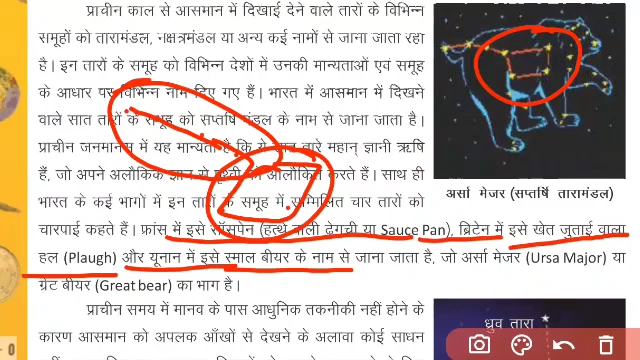 प्राचीन काल से आसमान में दिखाई देने वाले तारों के विभिन्न
समूहों को तारामंडल, नक्षत्रमंडल या अन्य कई नामों से जाना जाता रहा
है। इन तारों के समूह को विभिन्न देशों में उनकी मान्यताओं एवं समूह
के आधार पर विभिन्न नाम दिए गए हैं। भारत में आसमान में दिखने
वाले सात तारों के समूह को सप्तर्षि मंडल के नाम से जाना जाता है।
प्राचीन जनमानस में यह मान्यता है कि ये सात तारे महान् ज्ञानी ऋषि
हैं, जो अपने अलौकिक ज्ञान से पृथ्वी को आलोकित करते हैं। साथ ही
भारत के कई भागों में इन तारों के समूह में सम्मिलित चार तारों को
चारपाई कहते हैं। फ्रांस में इसे सॉसपेन (हत्थे वाली देगची या Sauce Pan), ब्रिटेन में इसे खेत जुताई वाला
हल (Plaugh) और यूनान में इसे स्माल बीयर के नाम से जाना जाता है, जो अर्सा मेजर (Ursa Major) या
ग्रेट बीयर (Great bear) का भाग है।
अर्सा मेजर (सप्तर्षि तारामंडल)
प्राचीन समय में मानव के पास आधुनिक तकनीकी नहीं होने के
कारण आसमान को अपलक आँखों से देखने के अलावा कोई साधन
ध्रुव तारा
0